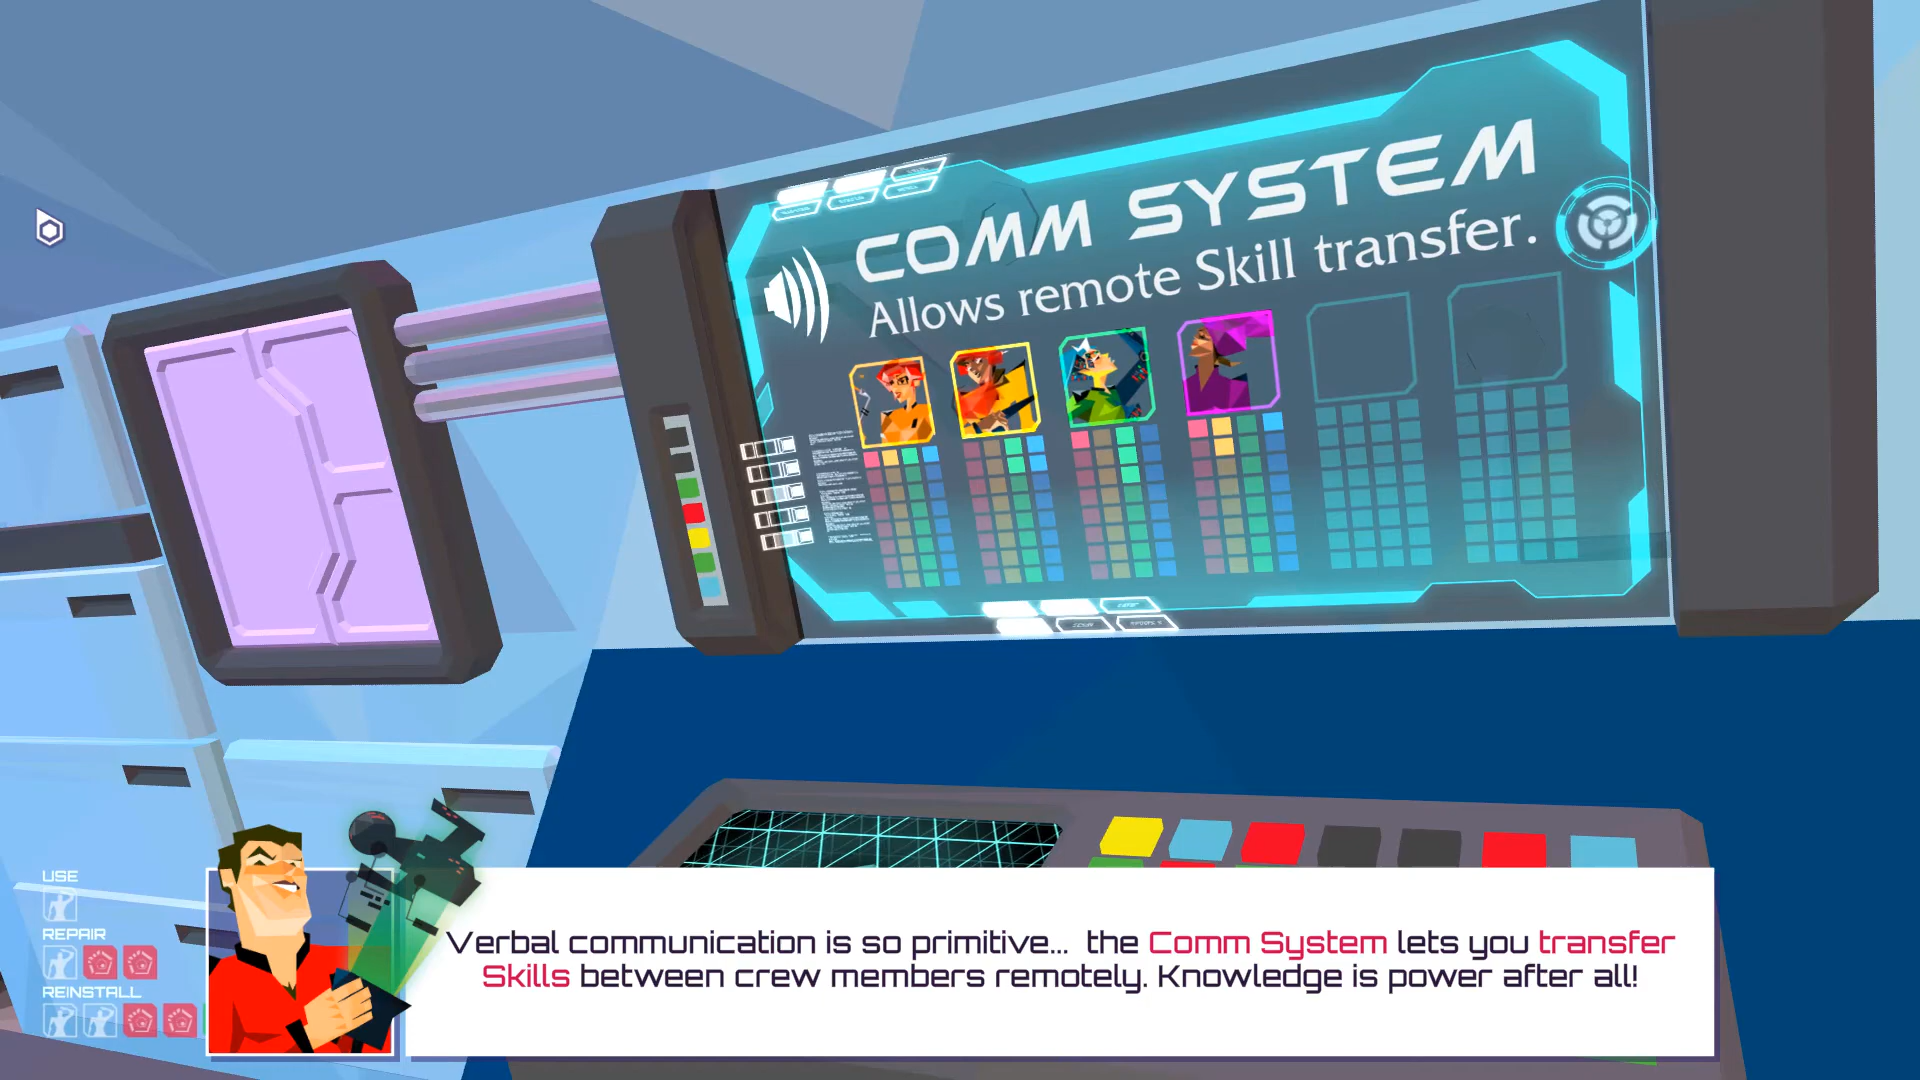 COMM SYSTEM
Allows remote Skill transfer.
USE
REPAIR
REINSTALL
Verbal communication is so primitive... the Comm System lets you transfer
Skills between crew members remotely. Knowledge is power after all!